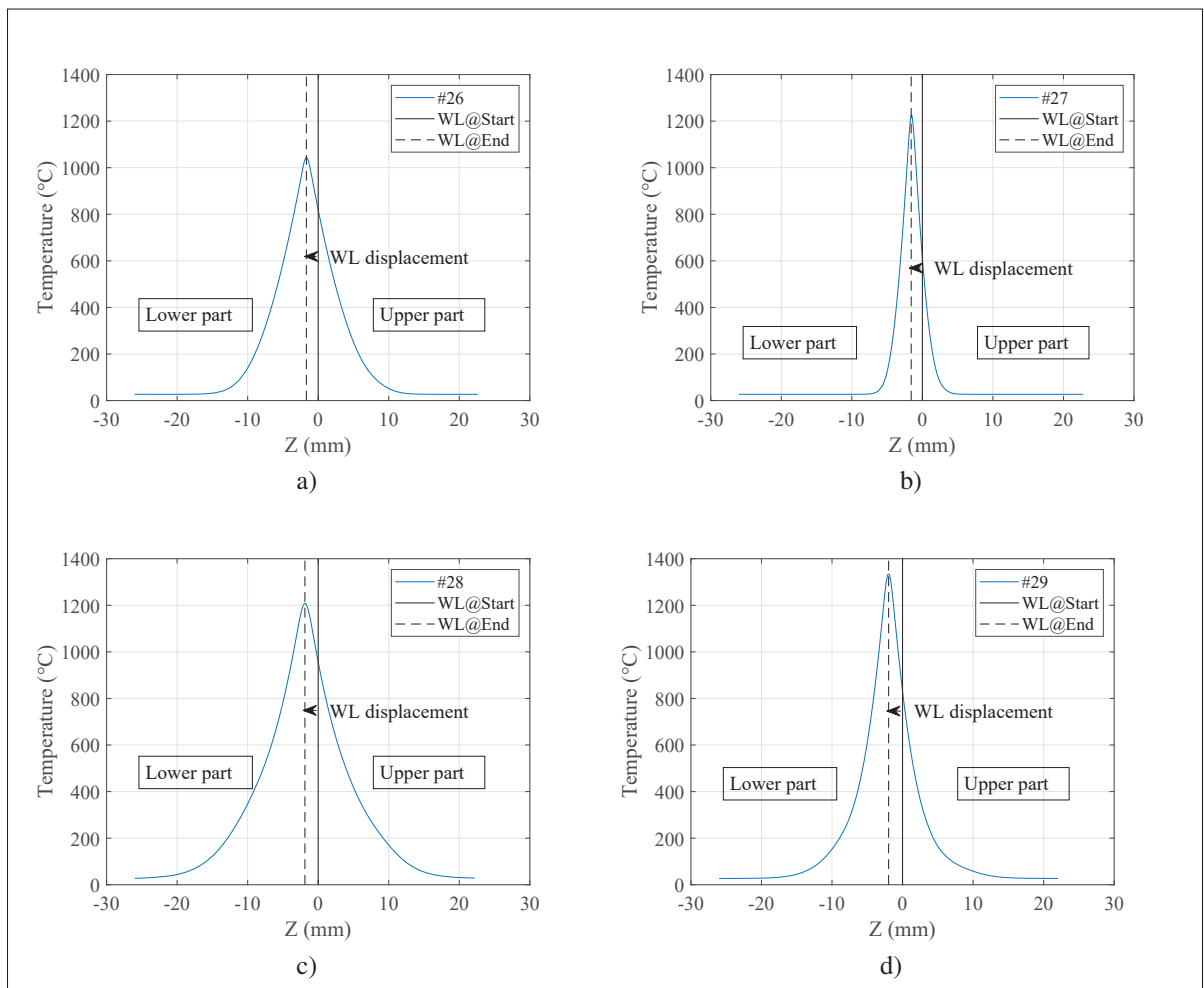 1400
1200
1000
800
600
400
200
0
Temperature (°C)
#26
WL@Start
WL@End
WL displacement
Lower part
Upper part
-30 -20 -10 0 10 20 30
Z (mm)
a)
1400
1200
1000
800
600
400
200
0
Temperature (°C)
#27
WL@Start
WL@End
WL displacement
Lower part
Upper part
-30 -20 -10 0 10 20 30
Z (mm)
b)
1400
1200
1000
800
600
400
200
0
Temperature (°C)
#28
WL@Start
WL@End
WL displacement
Lower part
Upper part
-30 -20 -10 0 10 20 30
Z (mm)
c)
1400
1200
1000
800
600
400
200
0
Temperature (°C)
#29
WL@Start
WL@End
WL displacement
Lower part
Upper part
-30 -20 -10 0 10 20 30
Z (mm)
d)